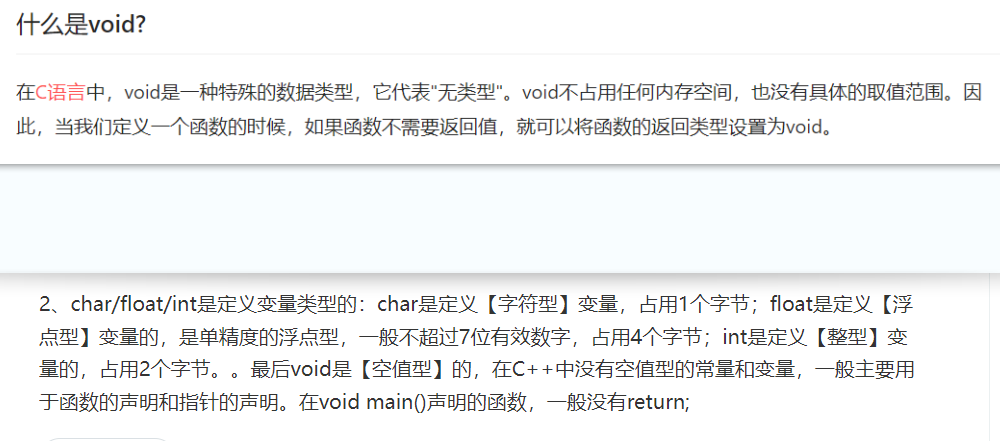 什么是void?
在C语言中，void是一种特殊的数据类型，它代表"无类型"。void不占用任何内存空间，也没有具体的取值范围。因
此，当我们定义一个函数的时候，如果函数不需要返回值，就可以将函数的返回类型设置为void。
2、char/float/int是定义变量类型的：char是定义【字符型】变量，占用1个字节；float是定义【浮
点型】变量的，是单精度的浮点型，一般不超过7位有效数字，占用4个字节；int是定义【整型】变
量的，占用2个字节。。最后void是【空值型】的，在C++中没有空值型的常量和变量，一般主要用
于函数的声明和指针的声明。在void main()声明的函数，一般没有return;